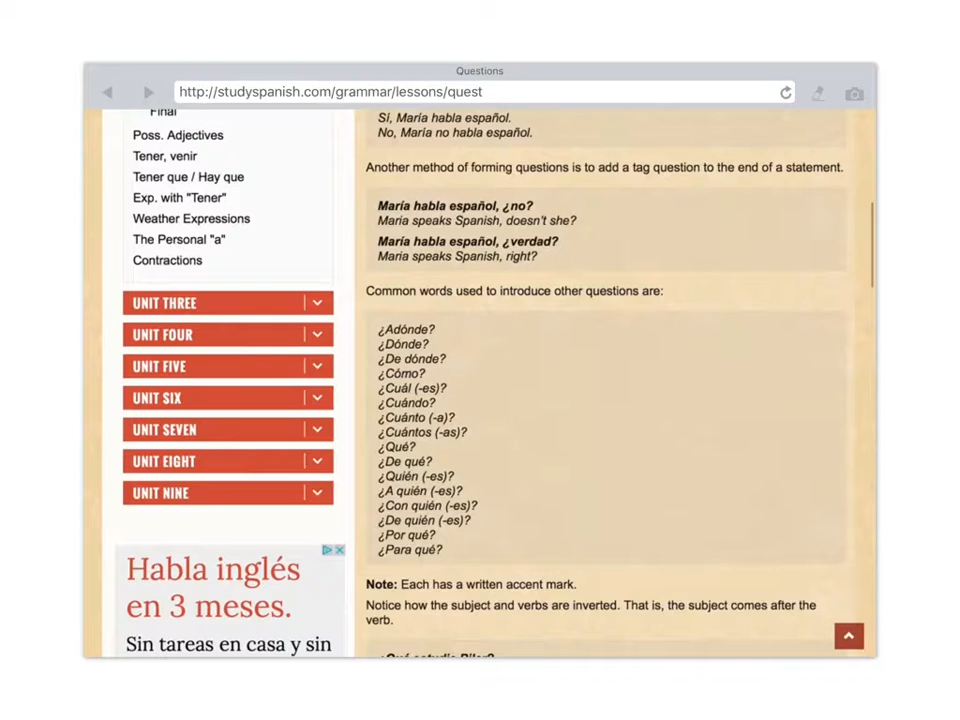 Questions
http://studyspanish.com/grammar/lessons/quest
Final
Poss. Adjectives
Tener, venir
Tener que / Hay que
Exp. with "Tener"
Weather Expressions
The Personal "a"
Contractions
UNIT THREE
UNIT FOUR
UNIT FIVE
UNIT SIX
UNIT SEVEN
UNIT EIGHT
UNIT NINE
Habla inglés
en 3 meses.
Sin tareas en casa y sin
Sí, María habla español.
No, María no habla español.
Another method of forming questions is to add a tag question to the end of a statement.
María habla español, ¿no?
Maria speaks Spanish, doesn't she?
María habla español, ¿verdad?
Maria speaks Spanish, right?
Common words used to introduce other questions are:
¿Adónde?
¿Dónde?
¿De dónde?
¿Cómo?
¿Cuál (-es)?
¿Cuándo?
¿Cuánto (-a)?
¿Cuántos (-as)?
¿Qué?
¿De qué?
¿Quién (-es)?
¿A quién (-es)?
¿Con quién (-es)?
¿De quién (-es)?
¿Por qué?
¿Para qué?
Note: Each has a written accent mark.
Notice how the subject and verbs are inverted. That is, the subject comes after the
verb.
¿Qué estudia Pilar?